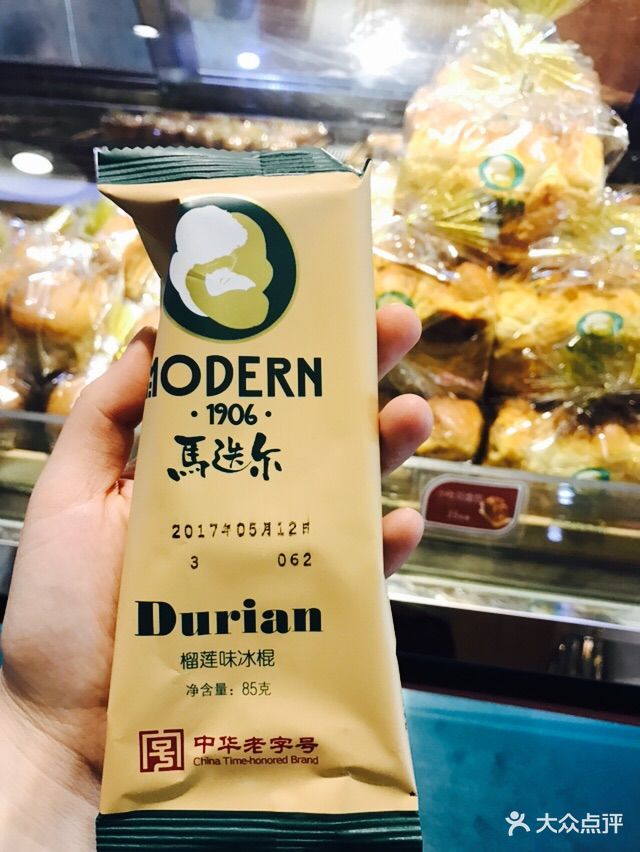 MODERN
·1906·
馬迭尔
2017年05月12日
3 062
Durian
榴莲味冰棍
净含量：85克
中华老字号
China Time-honored Brand
大众点评